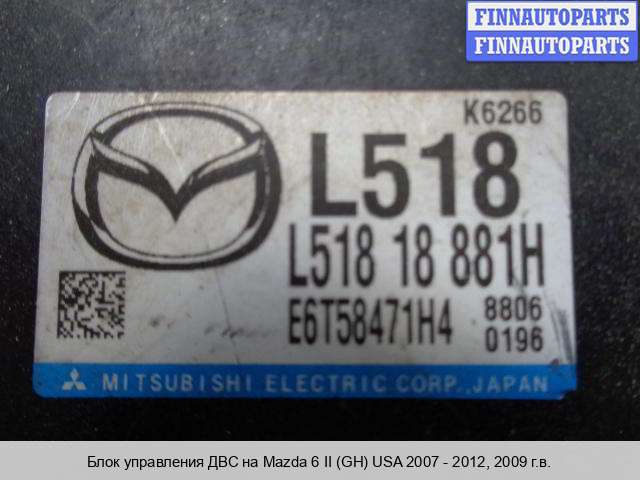 FINNAUTOPARTS
FINNAUTOPARTS
K6266
L518
L518 18 881H
E6T58471H4
8806
0196
MITSUBISHI ELECTRIC CORP., JAPAN
Блок управления ДВС на Mazda 6 II (GH) USA 2007 - 2012, 2009 г.в.